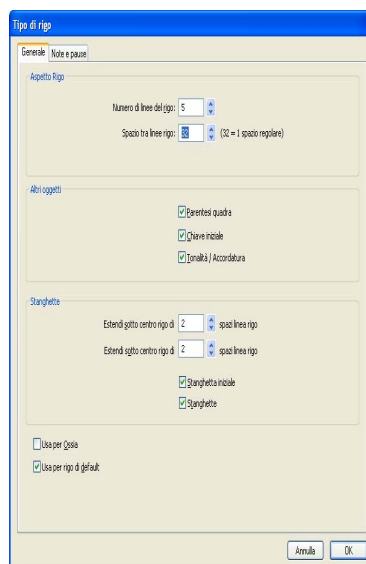 Tipo di rigo
Generale Note e pause
Aspetto Rigo
Numero di linee del rigo: 5
Spazio tra linee rigo: 32 (32 = 1 spazio regolare)
Altri oggetti
Parentesi quadra
Chiave iniziale
Tonalità / Accordatura
Stanghette
Estendi sotto centro rigo di 2 spazi linea rigo
Estendi sotto centro rigo di 2 spazi linea rigo
Stanghetta iniziale
Stanghette
Usa per Ossia
Usa per rigo di default
Annulla OK